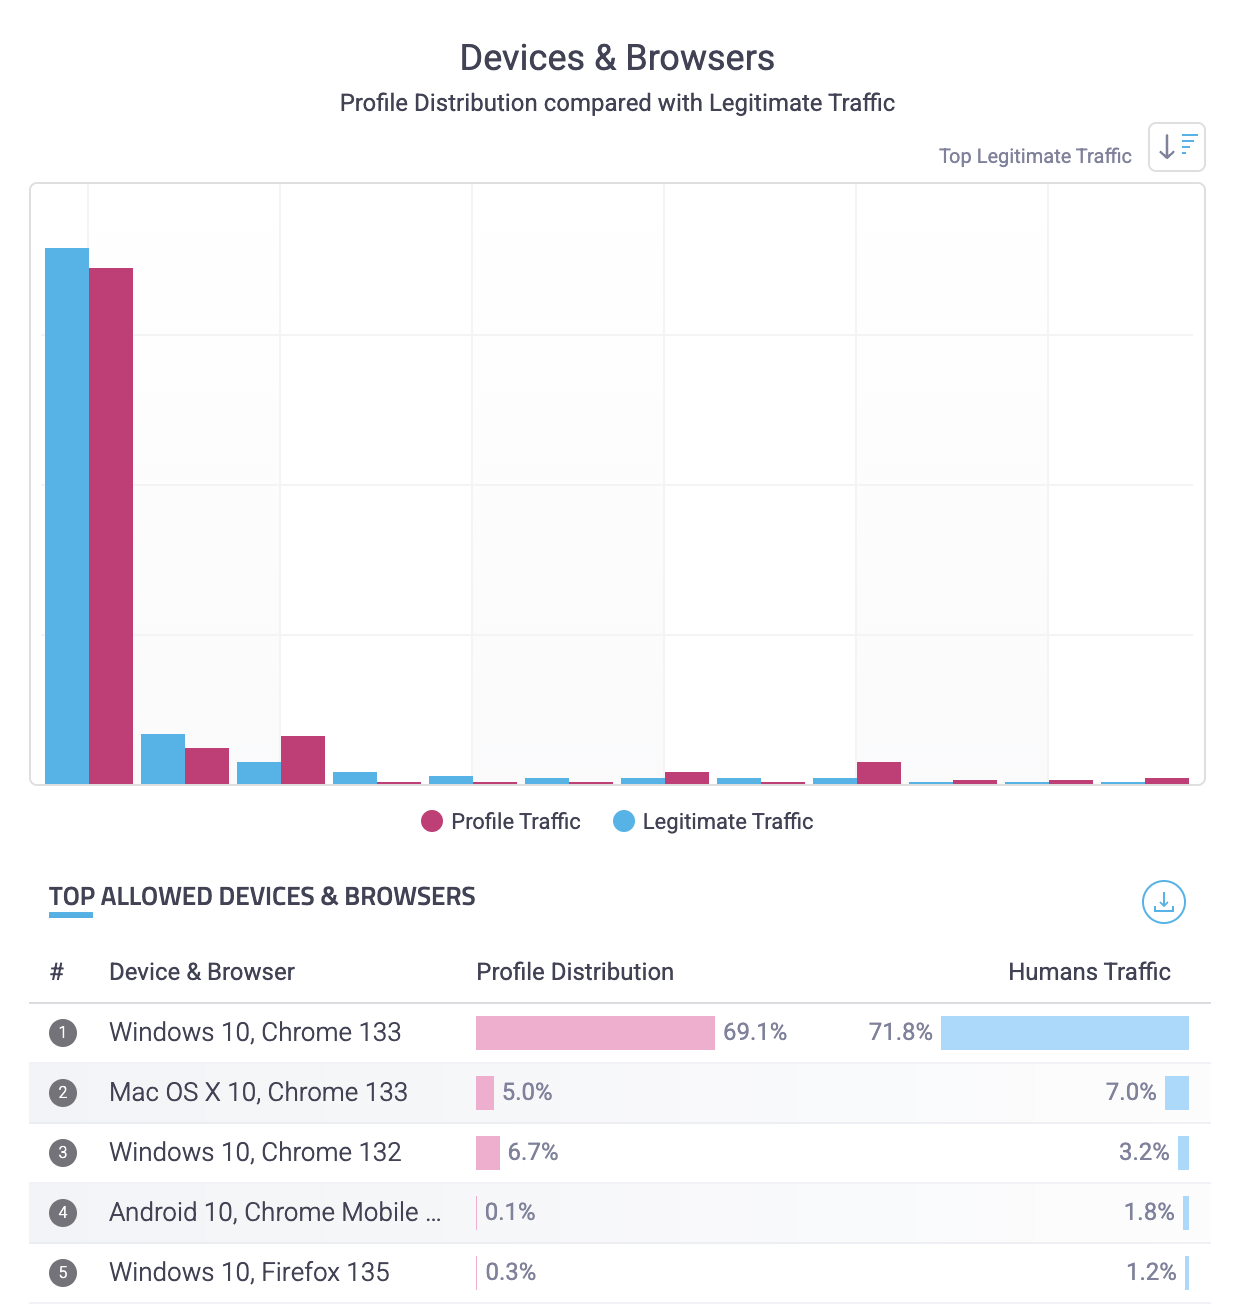 Devices & Browsers
Profile Distribution compared with Legitimate Traffic
Top Legitimate Traffic
Profile Traffic Legitimate Traffic
TOP ALLOWED DEVICES & BROWSERS
# Device & Browser Profile Distribution Humans Traffic
1 Windows 10, Chrome 133 69.1% 71.8%
2 Mac OS X 10, Chrome 133 5.0% 7.0%
3 Windows 10, Chrome 132 6.7% 3.2%
4 Android 10, Chrome Mobile ... 0.1% 1.8%
5 Windows 10, Firefox 135 0.3% 1.2%